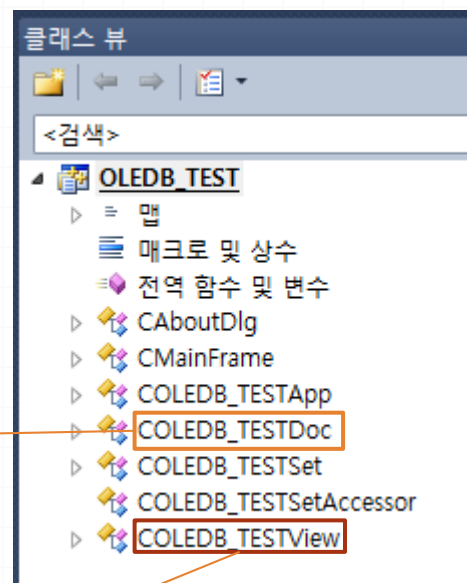 클래스 뷰
<검색>
OLEDB_TEST
맵
매크로 및 상수
전역 함수 및 변수
CAboutDlg
CMainFrame
COLEDB_TESTApp
COLEDB_TESTDoc
COLEDB_TESTSet
COLEDB_TESTSetAccessor
COLEDB_TESTView